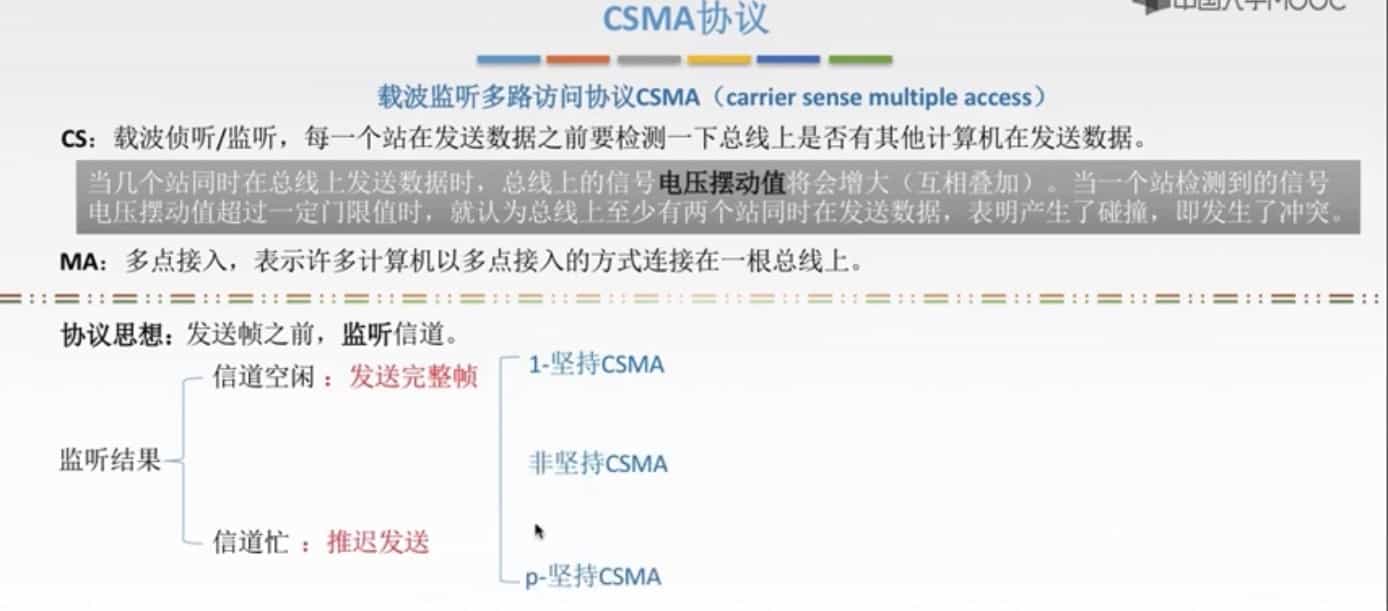 中国大学MOOC
CSMA协议
载波监听多路访问协议CSMA（carrier sense multiple access）
CS：载波侦听/监听，每一个站在发送数据之前要检测一下总线上是否有其他计算机在发送数据。
当几个站同时在总线上发送数据时，总线上的信号电压摆动值将会增大（互相叠加）。当一个站检测到的信号
电压摆动值超过一定门限值时，就认为总线上至少有两个站同时在发送数据，表明产生了碰撞，即发生了冲突。
MA：多点接入，表示许多计算机以多点接入的方式连接在一根总线上。
协议思想：发送帧之前，监听信道。
监听结果
信道空闲：发送完整帧
信道忙：推迟发送
1-坚持CSMA
非坚持CSMA
p-坚持CSMA